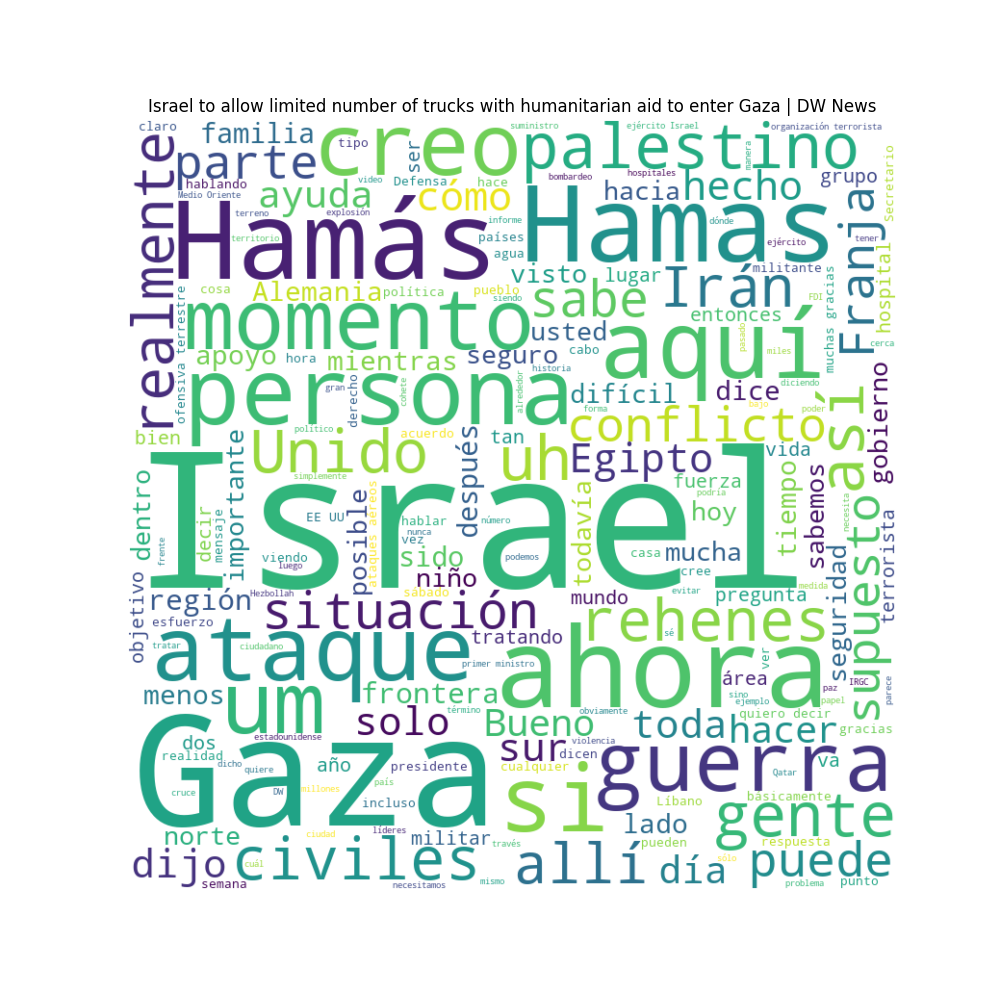 Israel to allow limited number of trucks with humanitarian aid to enter Gaza | DW News
claro
familia
tipo
creo
ser
suministro
ejército Israel
manera
organización terrorista
realmente
parte
hablando
Medio Oriente
ayuda
video
Defensa
cómo
hace
palestino
bombardeo
hospitales
hacia
hecho
dónde
grupo
Secretario
terreno
explosión
territorio
Hamás
informe
países
agua
Hamas
ejército
tener
Franja
hospital
cosa
Alemania
política
pueblo
siendo
visto
lugar
Irán
militante
FDI
muchas gracias
ofensiva terrestre
momento
sabe
usted
entonces
pasado
aquí
miles
cerca
apoyo
hora
mientras
seguro
cabo
historia
gran
derecho
cohete
persona
alrededor
difícil
forma
dice
diciendo
poder
bajo
gobierno
bien
político
acuerdo
tan
conflicto
así
dentro
decir
mensaje
importante
Unido
simplemente
después
uh
Egipto
todavía
fuerza
vida
tiempo
sabemos
podría
necesita
supuesto
frente
viendo
luego
EE UU
posible
ataques aéreos
hablar
nunca
vez
número
podemos
hoy
casa
mucha
Israel
sido
cree
niño
sábado
mundo
evitar
medida
pregunta
seguridad
terrorista
objetivo
región
Hezbollah
esfuerzo
situación
rehenes
sé
tratar
ciudadano
ataque
tratando
primer ministro
ahora
ver
área
paz
IRGC
parece
sino
ejemplo
papel
menos
um
frontera
término
obviamente
quiero decir
gracias
solo
Bueno
toda
hacer
dos
realidad
estadounidense
sur
violencia
dicen
va
dicho
quiere
Gaza
año
presidente
cualquier
guerra
Qatar
cruce
DW
millones
país
incluso
si
Líbano
básicamente
norte
ciudad
líderes
militar
través
lado
pueden
gente
respuesta
dijo
cuál
civiles
allí
día
sólo
puede
semana
necesitamos
mismo
problema
punto